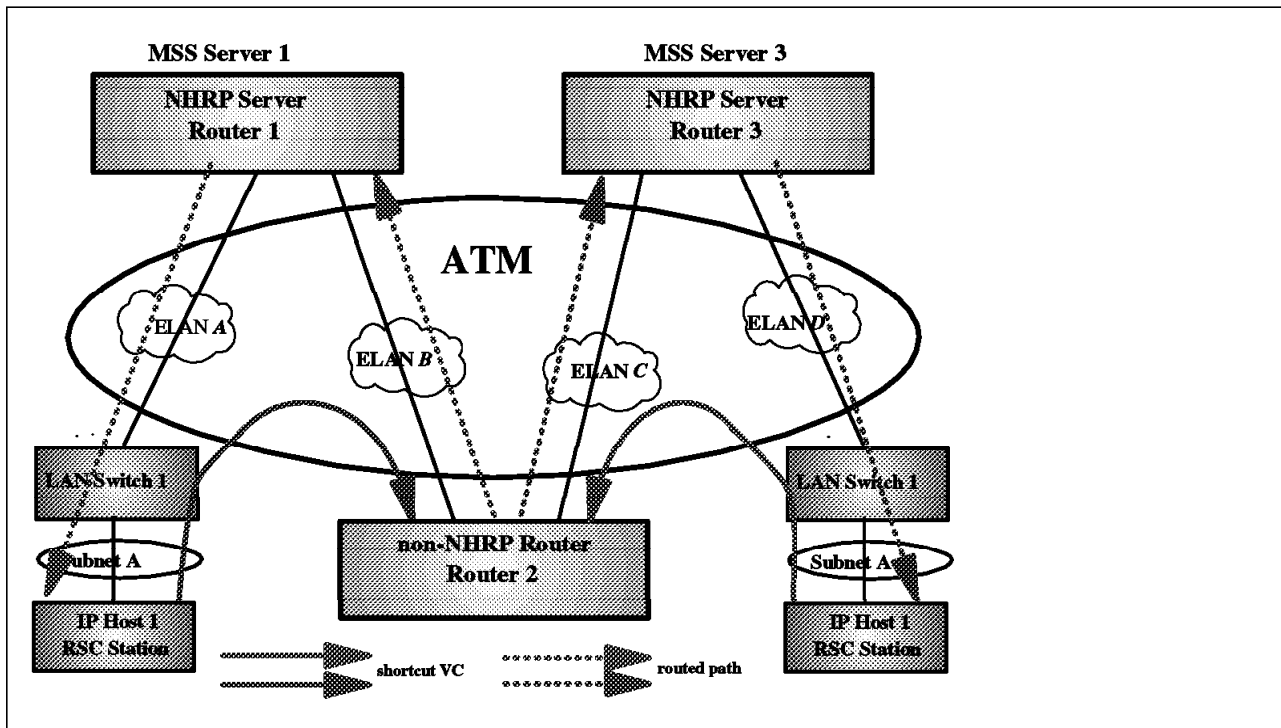 MSS Server 1
MSS Server 3
NHRP Server
Router 1
NHRP Server
Router 3
ATM
ELAN A
ELAN B
ELAN C
ELAN D
LAN Switch 1
LAN Switch 1
non-NHRP Router
Router 2
Subnet A
Subnet A
IP Host 1
RSC Station
IP Host 1
RSC Station
shortcut VC
routed path